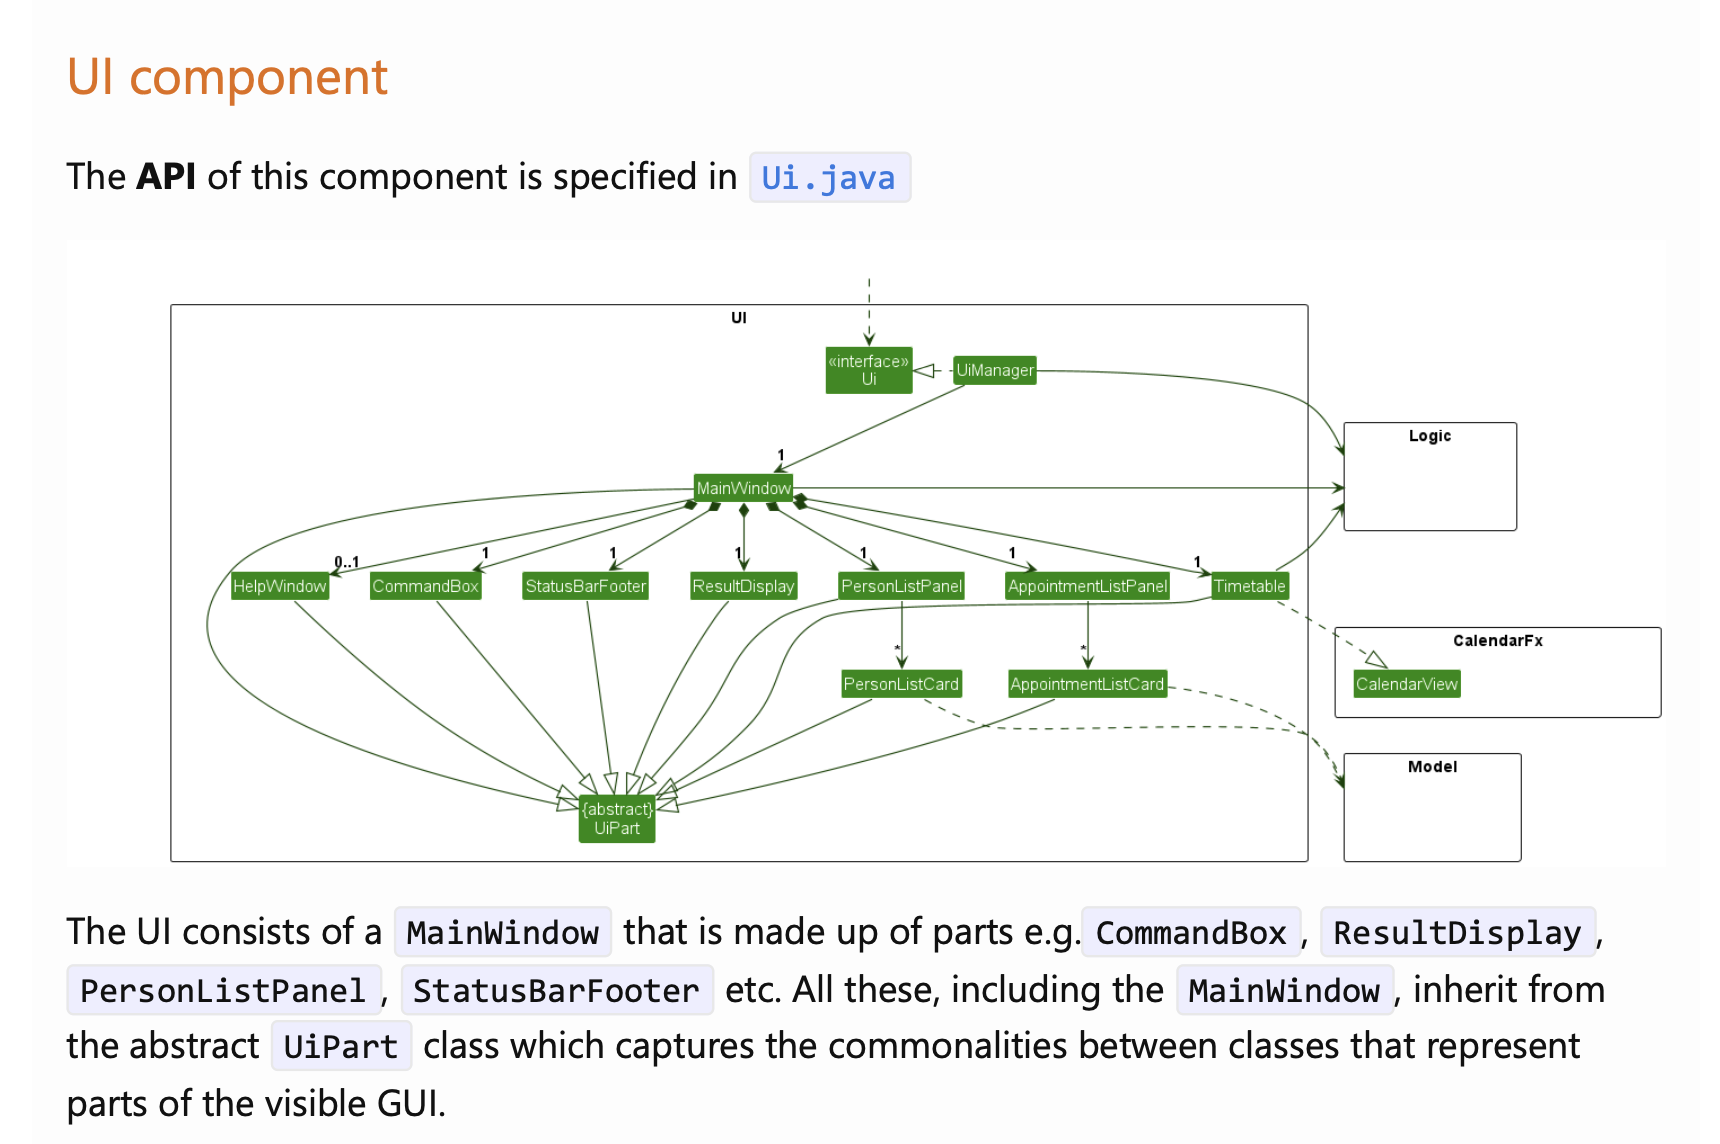 UI component
The API of this component is specified in Ui.java
UI
«interface»
Ui
UiManager
Logic
1
MainWindow
0..1
1
1
1
1
1
1
HelpWindow
CommandBox
StatusBarFooter
ResultDisplay
PersonListPanel
AppointmentListPanel
Timetable
CalendarFx
*
*
PersonListCard
AppointmentListCard
CalendarView
Model
{abstract}
UiPart
The UI consists of a MainWindow that is made up of parts e.g.CommandBox, ResultDisplay,
PersonListPanel, StatusBarFooter etc. All these, including the MainWindow, inherit from
the abstract UiPart class which captures the commonalities between classes that represent
parts of the visible GUI.